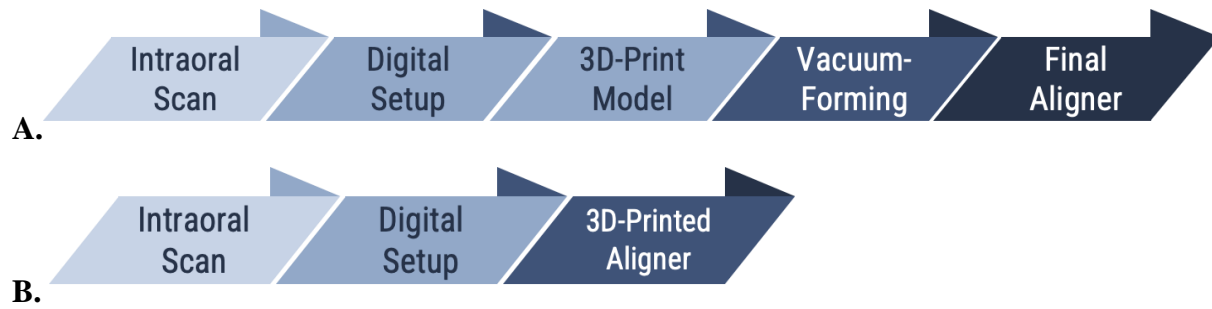 Intraoral
Scan
Digital
Setup
3D-Print
Model
Vacuum-
Forming
Final
Aligner
A.
Intraoral
Scan
Digital
Setup
3D-Printed
Aligner
B.